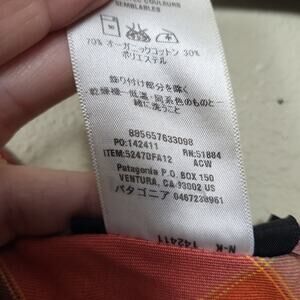 COULEURS
SEMBLABLES
70% オーガニックコットン 30%
ポリエステル
飾り付け部分を除く
乾燥機-低温、同系色のものと一
緒に洗うこと
885657633098
PO:142411 RN:51884
ITEM:52470FA12 ACW
Patagonia P.O. BOX 150
VENTURA, CA 93002 US
パタゴニア 0467238961
N-K 142411